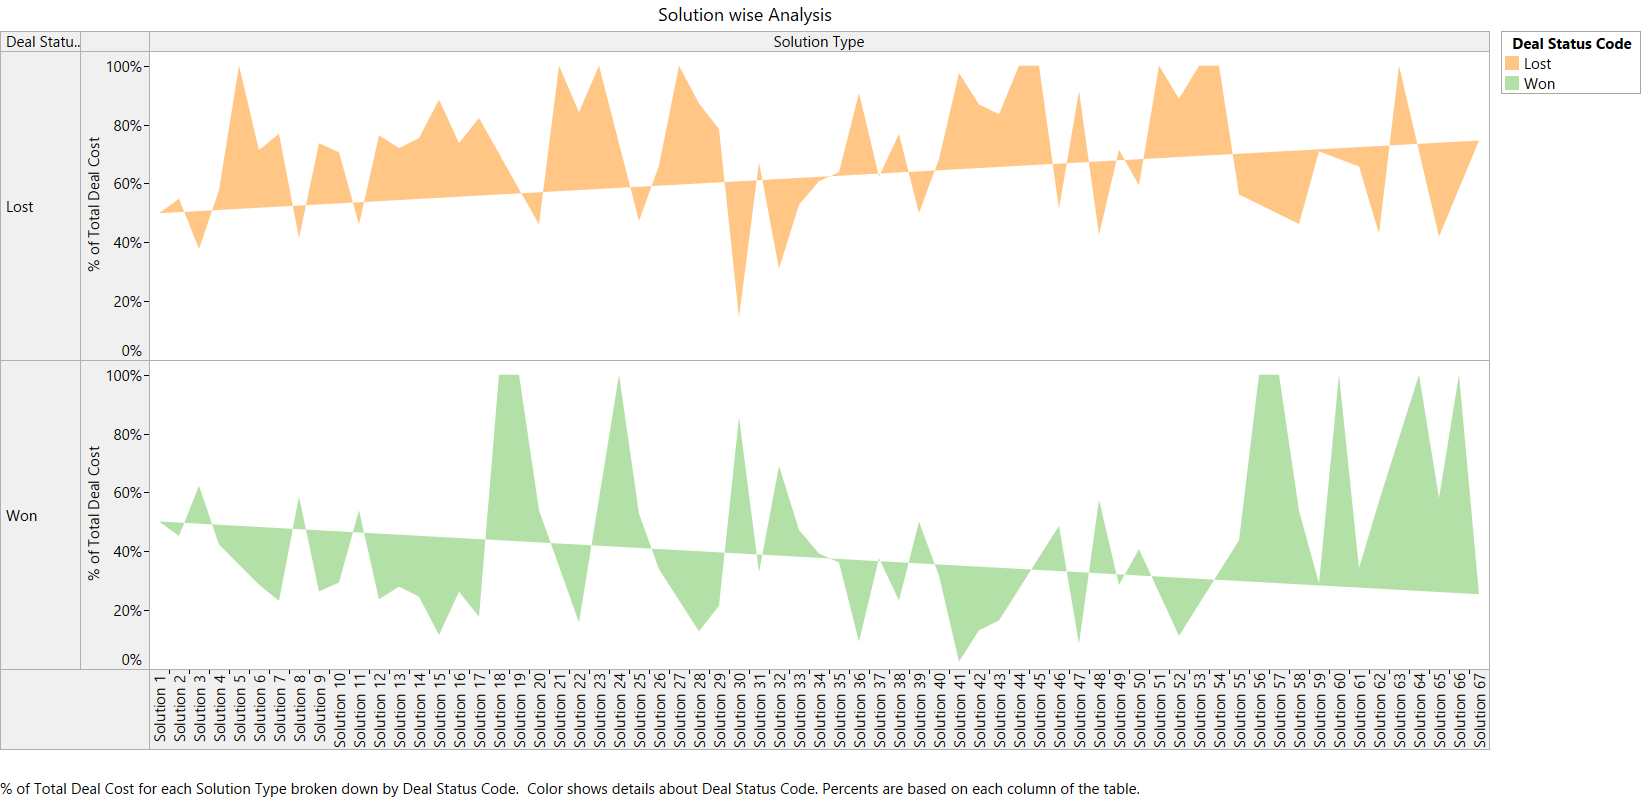 Solution wise Analysis
Deal Statu..
Solution Type
Deal Status Code
Lost
Won
Lost
% of Total Deal Cost
100%
80%
60%
40%
20%
0%
Won
% of Total Deal Cost
100%
80%
60%
40%
20%
0%
Solution 1
Solution 2
Solution 3
Solution 4
Solution 5
Solution 6
Solution 7
Solution 8
Solution 9
Solution 10
Solution 11
Solution 12
Solution 13
Solution 14
Solution 15
Solution 16
Solution 17
Solution 18
Solution 19
Solution 20
Solution 21
Solution 22
Solution 23
Solution 24
Solution 25
Solution 26
Solution 27
Solution 28
Solution 29
Solution 30
Solution 31
Solution 32
Solution 33
Solution 34
Solution 35
Solution 36
Solution 37
Solution 38
Solution 39
Solution 40
Solution 41
Solution 42
Solution 43
Solution 44
Solution 45
Solution 46
Solution 47
Solution 48
Solution 49
Solution 50
Solution 51
Solution 52
Solution 53
Solution 54
Solution 55
Solution 56
Solution 57
Solution 58
Solution 59
Solution 60
Solution 61
Solution 62
Solution 63
Solution 64
Solution 65
Solution 66
Solution 67
% of Total Deal Cost for each Solution Type broken down by Deal Status Code.  Color shows details about Deal Status Code. Percents are based on each column of the table.